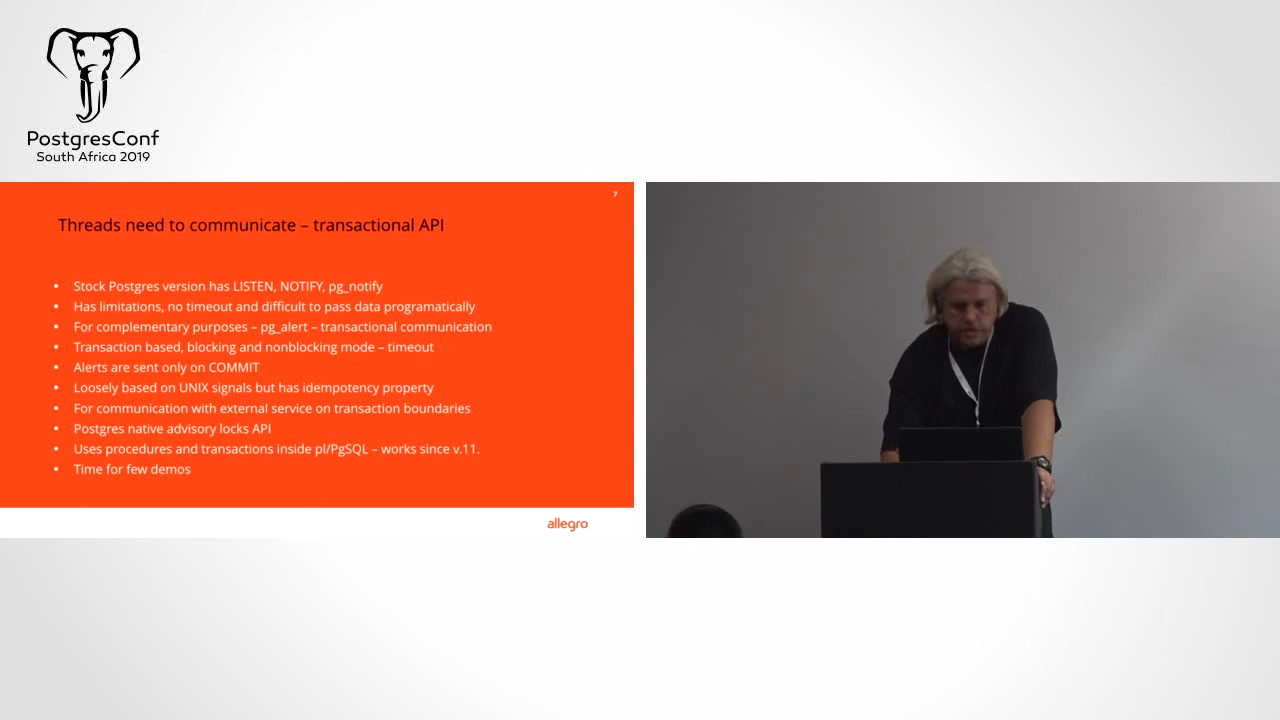 PostgresConf
South Africa 2019
7
Threads need to communicate – transactional API
• Stock Postgres version has LISTEN, NOTIFY, pg_notify
• Has limitations, no timeout and difficult to pass data programatically
• For complementary purposes – pg_alert – transactional communication
• Transaction based, blocking and nonblocking mode – timeout
• Alerts are sent only on COMMIT
• Loosely based on UNIX signals but has idempotency property
• For communication with external service on transaction boundaries
• Postgres native advisory locks API
• Uses procedures and transactions inside pl/PgSQL – works since v.11.
• Time for few demos
allegro